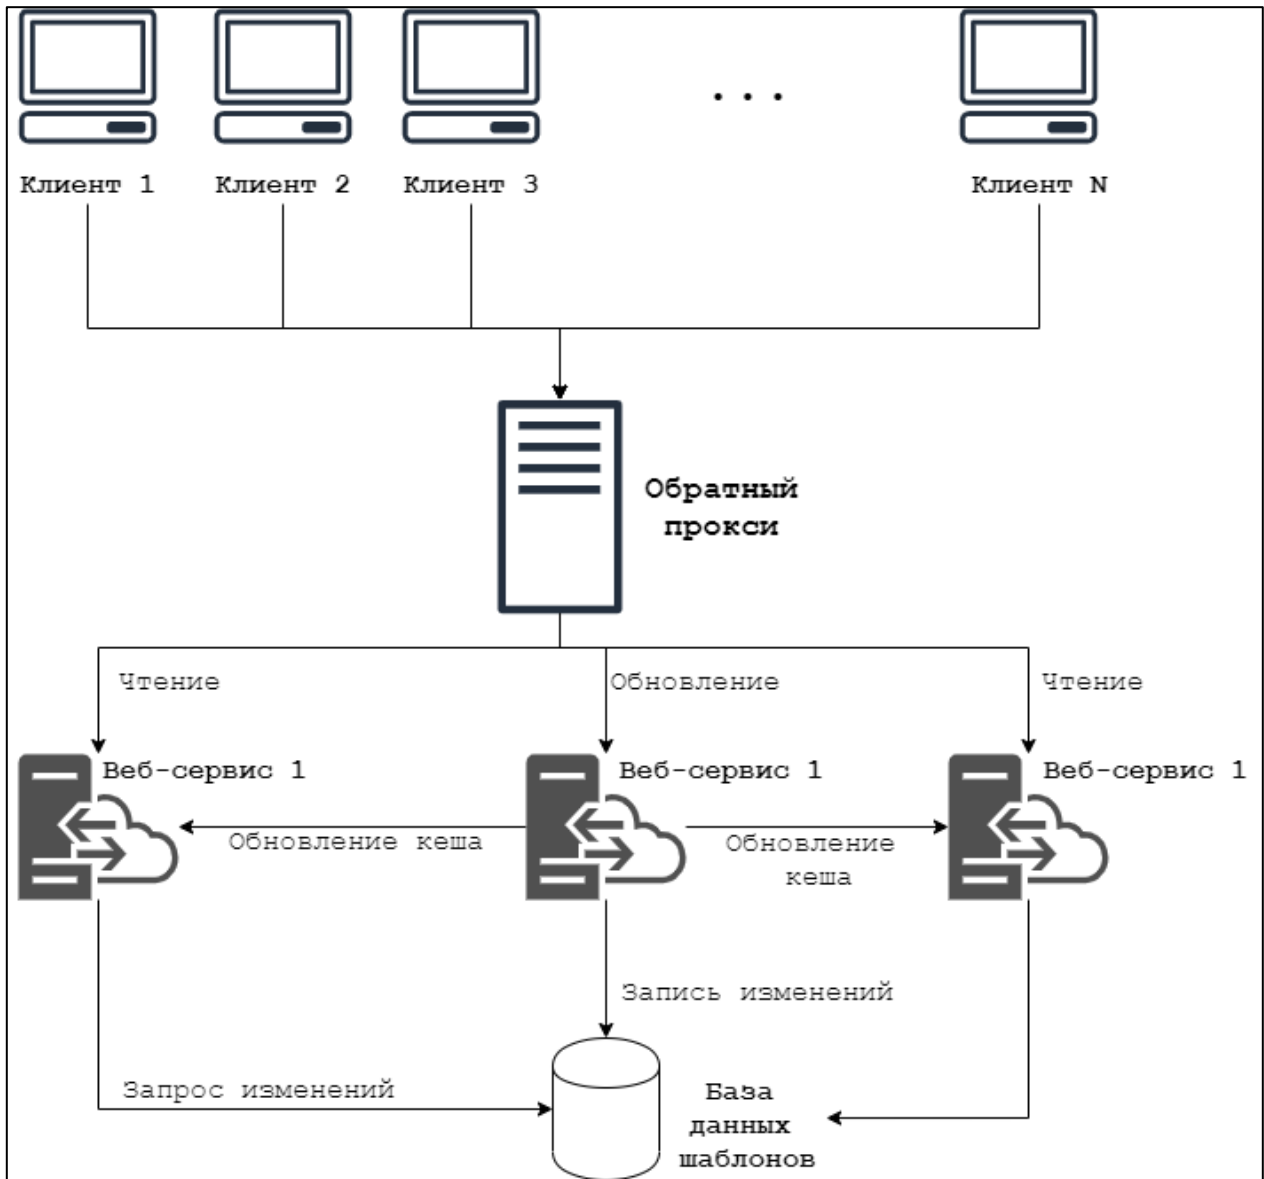 Клиент 1
Клиент 2
Клиент 3
...
Клиент N
Обратный
прокси
Чтение
Обновление
Чтение
Веб-сервис 1
Веб-сервис 1
Веб-сервис 1
Обновление кеша
Обновление
кеша
Запись изменений
Запрос изменений
База
данных
шаблонов